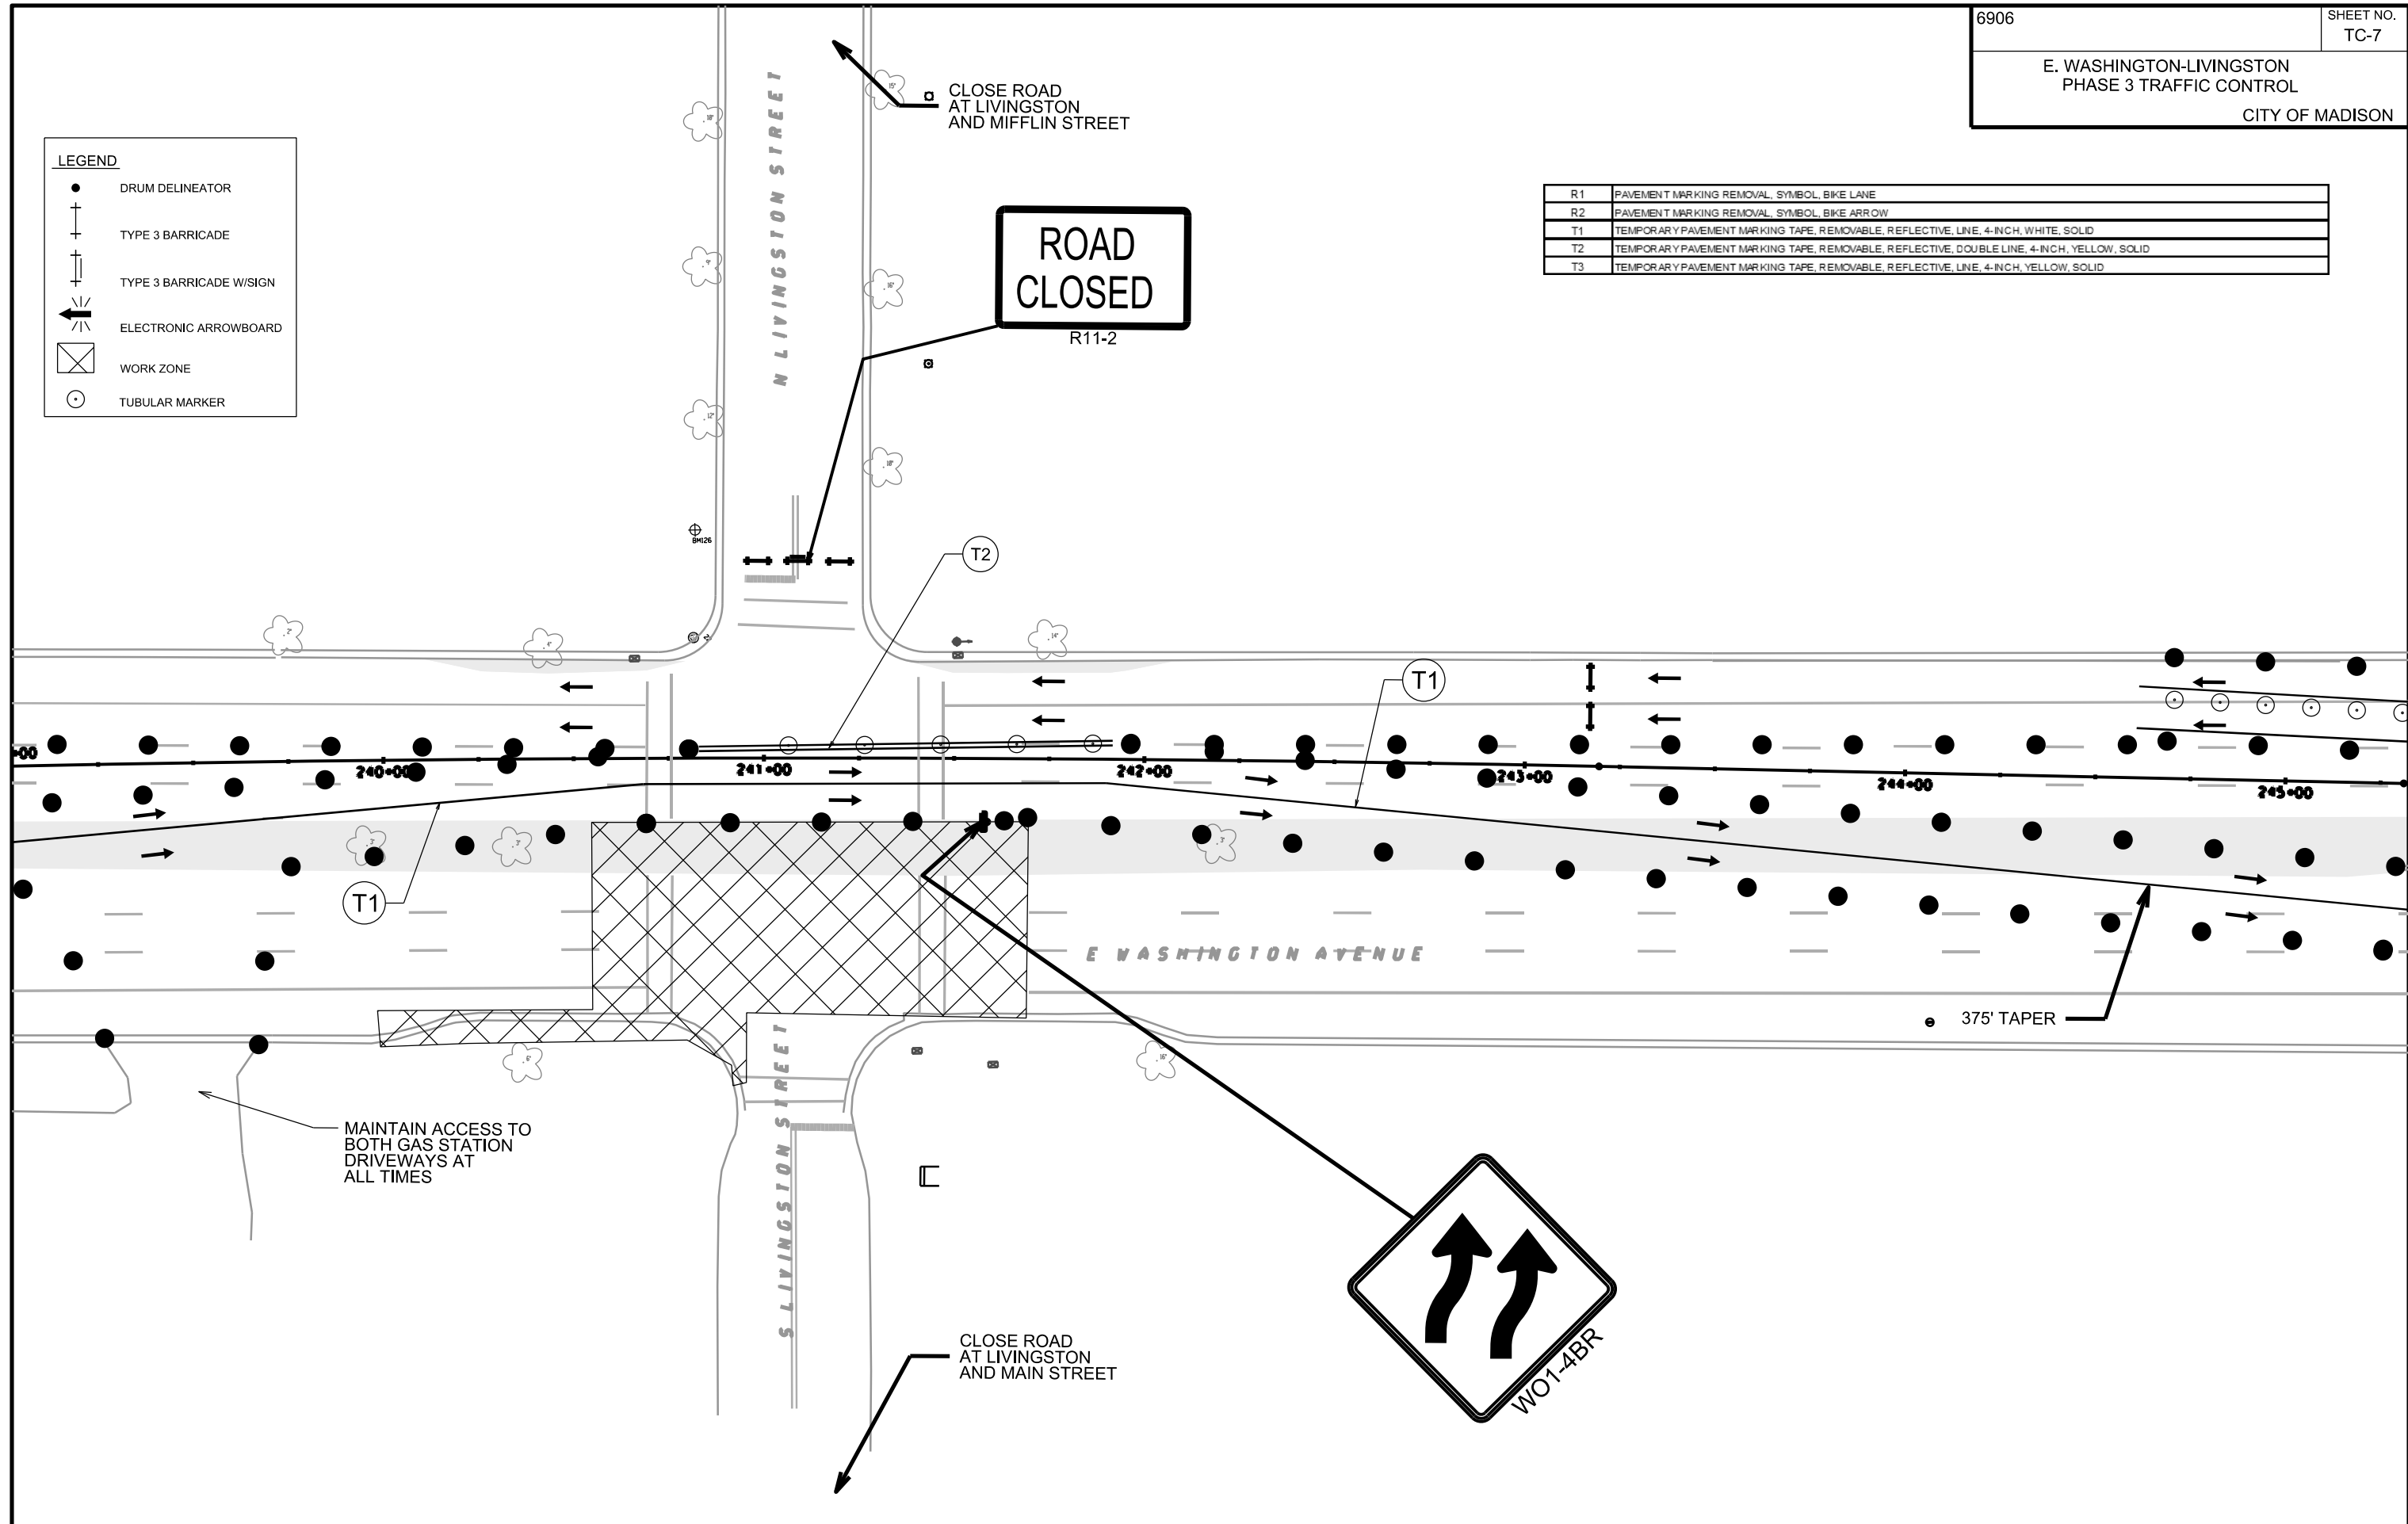 6906
SHEET NO.
TC-7
E. WASHINGTON-LIVINGSTON
PHASE 3 TRAFFIC CONTROL
CITY OF MADISON
CLOSE ROAD
AT LIVINGSTON
AND MIFFLIN STREET
LEGEND
DRUM DELINEATOR
TYPE 3 BARRICADE
TYPE 3 BARRICADE W/SIGN
ELECTRONIC ARROWBOARD
WORK ZONE
TUBULAR MARKER
N LIVINGSTON STREET
ROAD
CLOSED
R11-2
R1 PAVEMENT MARKING REMOVAL, SYMBOL, BIKE LANE
R2 PAVEMENT MARKING REMOVAL, SYMBOL, BIKE ARROW
T1 TEMPORARY PAVEMENT MARKING TAPE, REMOVABLE, REFLECTIVE, LINE, 4-INCH, WHITE, SOLID
T2 TEMPORARY PAVEMENT MARKING TAPE, REMOVABLE, REFLECTIVE, DOUBLE LINE, 4-INCH, YELLOW, SOLID
T3 TEMPORARY PAVEMENT MARKING TAPE, REMOVABLE, REFLECTIVE, LINE, 4-INCH, YELLOW, SOLID
BM126
T2
T1
+00
240+00
241+00
242+00
243+00
244+00
245+00
T1
E WASHINGTON AVENUE
375' TAPER
MAINTAIN ACCESS TO
BOTH GAS STATION
DRIVEWAYS AT
ALL TIMES
S LIVINGSTON STREET
CLOSE ROAD
AT LIVINGSTON
AND MAIN STREET
WO1-4BR